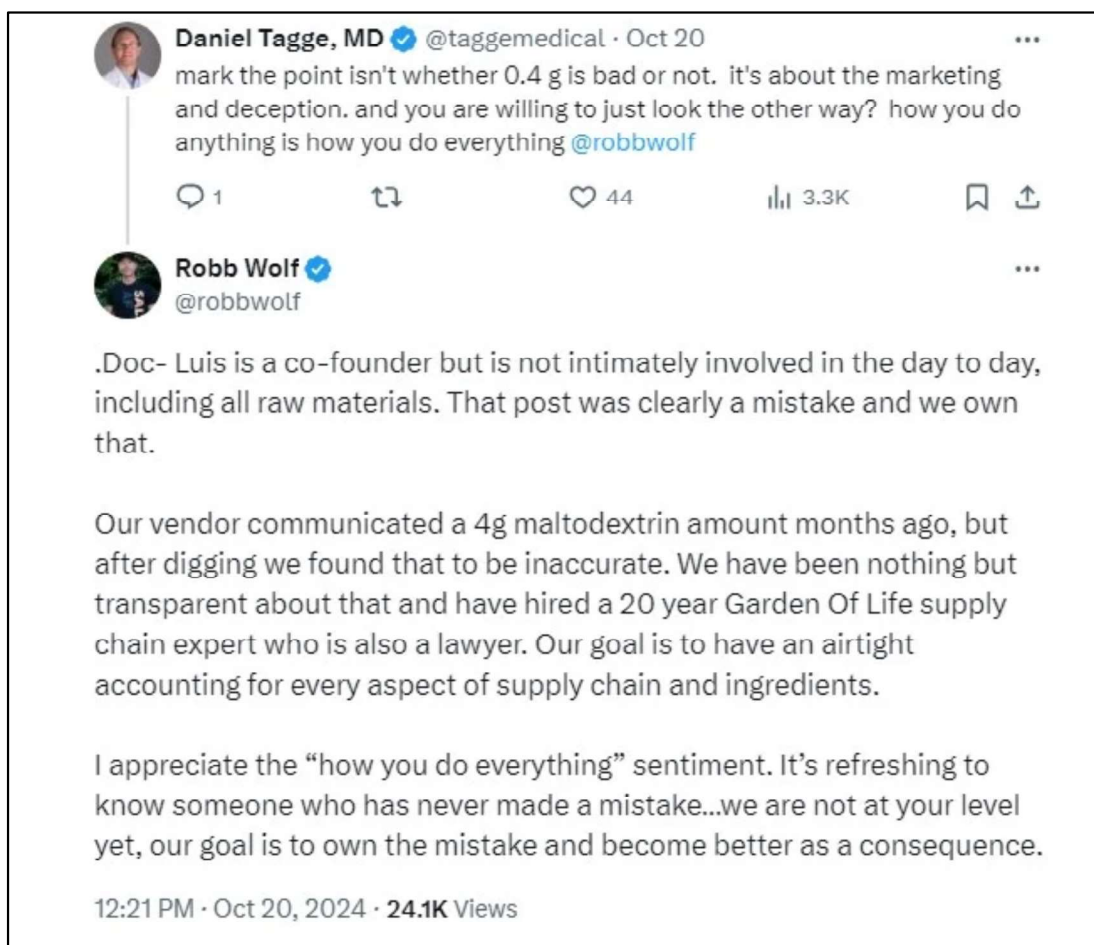 Daniel Tagge, MD @taggemedical · Oct 20
mark the point isn't whether 0.4 g is bad or not. it's about the marketing
and deception. and you are willing to just look the other way? how you do
anything is how you do everything @robbwolf
1 44 3.3K
Robb Wolf
@robbwolf
.Doc- Luis is a co-founder but is not intimately involved in the day to day,
including all raw materials. That post was clearly a mistake and we own
that.
Our vendor communicated a 4g maltodextrin amount months ago, but
after digging we found that to be inaccurate. We have been nothing but
transparent about that and have hired a 20 year Garden Of Life supply
chain expert who is also a lawyer. Our goal is to have an airtight
accounting for every aspect of supply chain and ingredients.
I appreciate the “how you do everything” sentiment. It’s refreshing to
know someone who has never made a mistake...we are not at your level
yet, our goal is to own the mistake and become better as a consequence.
12:21 PM · Oct 20, 2024 · 24.1K Views